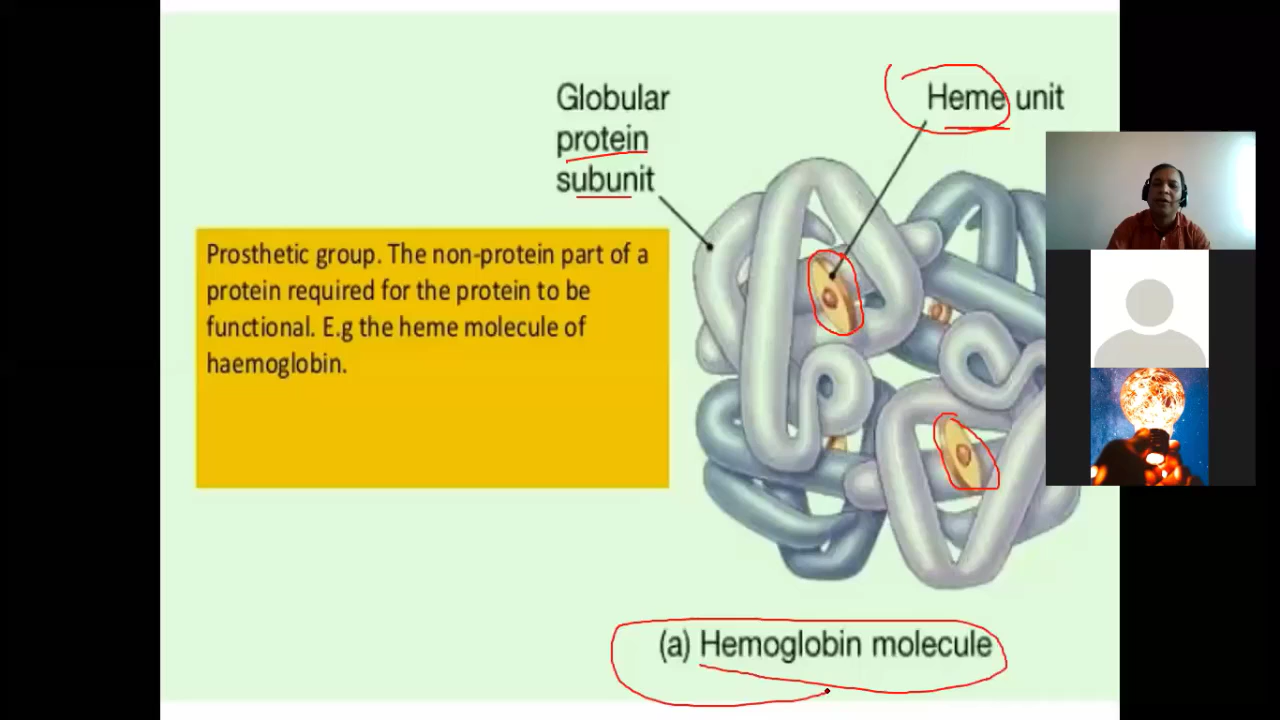 Globular
protein
subunit
Heme unit
Prosthetic group. The non-protein part of a
protein required for the protein to be
functional. E.g the heme molecule of
haemoglobin.
(a) Hemoglobin molecule